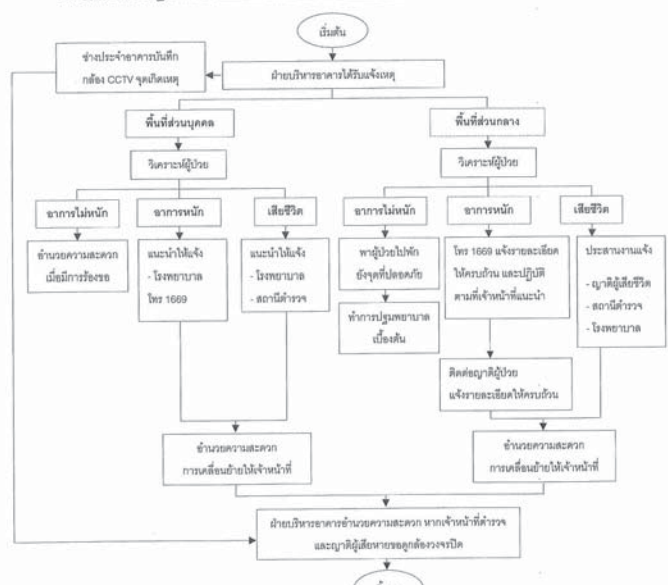 เริ่มต้น
ช่างประจำอาคารบันทึก
กล้อง CCTV จุดเกิดเหตุ
ฝ่ายบริหารอาคารได้รับแจ้งเหตุ
พื้นที่ส่วนบุคคล
พื้นที่ส่วนกลาง
วิเคราะห์ผู้ป่วย
วิเคราะห์ผู้ป่วย
อาการไม่หนัก
อาการหนัก
เสียชีวิต
อาการไม่หนัก
อาการหนัก
เสียชีวิต
อำนวยความสะดวก
เมื่อมีการร้องขอ
แนะนำให้แจ้ง
- โรงพยาบาล
โทร 1669
แนะนำให้แจ้ง
- โรงพยาบาล
- สถานีตำรวจ
พาผู้ป่วยไปพัก
ยังจุดที่ปลอดภัย
โทร 1669 แจ้งรายละเอียด
ให้ครบถ้วน และปฏิบัติ
ตามที่เจ้าหน้าที่แนะนำ
ประสานงานแจ้ง
- ญาติผู้เสียชีวิต
- สถานีตำรวจ
- โรงพยาบาล
ทำการปฐมพยาบาล
เบื้องต้น
ติดต่อญาติผู้ป่วย
แจ้งรายละเอียดให้ครบถ้วน
อำนวยความสะดวก
การเคลื่อนย้ายให้เจ้าหน้าที่
อำนวยความสะดวก
การเคลื่อนย้ายให้เจ้าหน้าที่
ฝ่ายบริหารอาคารอำนวยความสะดวก หากเจ้าหน้าที่ตำรวจ
และญาติผู้เสียหายขอดูกล้องวงจรปิด